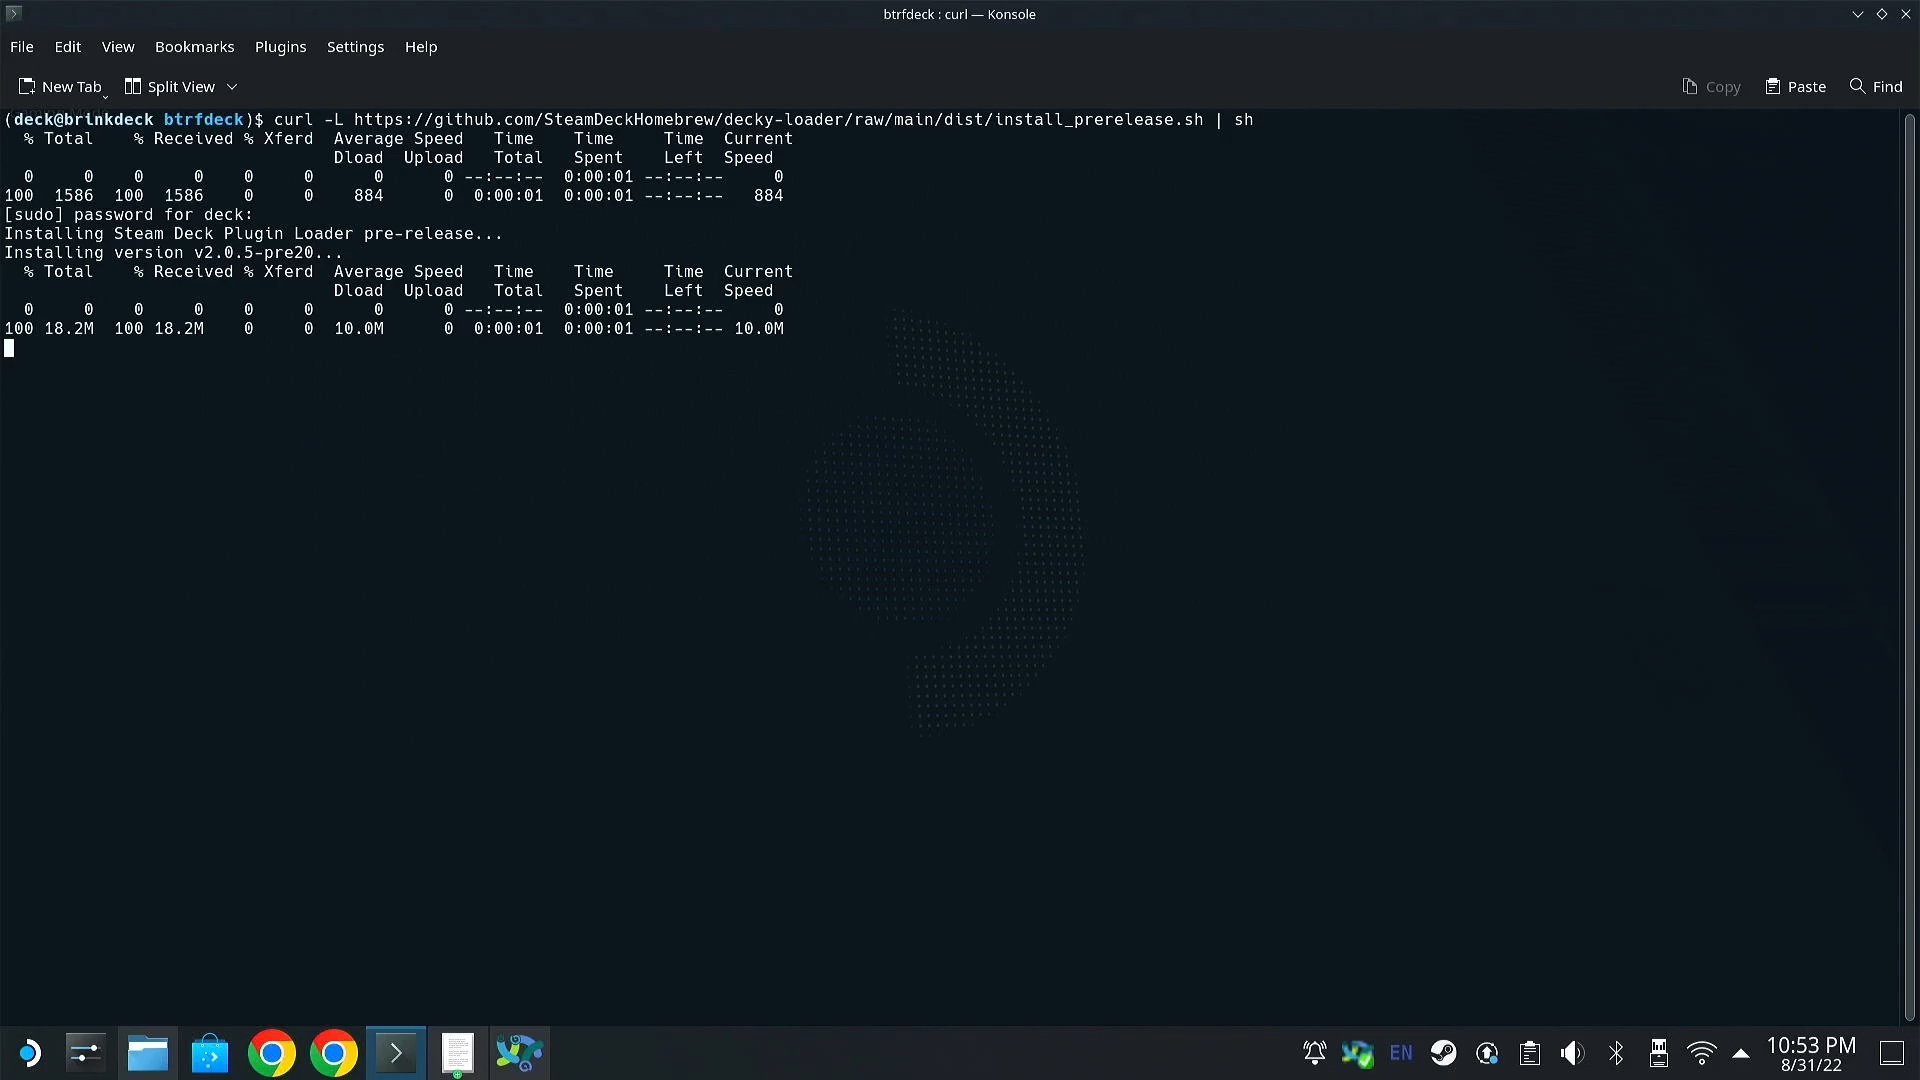 btrfdeck : curl — Konsole
File Edit View Bookmarks Plugins Settings Help
New Tab Split View Copy Paste Find
(deck@brinkdeck btrfdeck)$ curl -L https://github.com/SteamDeckHomebrew/decky-loader/raw/main/dist/install_prerelease.sh | sh
% Total % Received % Xferd Average Speed Time Time Time Current
Dload Upload Total Spent Left Speed
0 0 0 0 0 0 0 0 --:--:-- 0:00:01 --:--:-- 0
100 1586 100 1586 0 0 884 0 0:00:01 0:00:01 --:--:-- 884
[sudo] password for deck:
Installing Steam Deck Plugin Loader pre-release...
Installing version v2.0.5-pre20...
% Total % Received % Xferd Average Speed Time Time Time Current
Dload Upload Total Spent Left Speed
0 0 0 0 0 0 0 0 --:--:-- 0:00:01 --:--:-- 0
100 18.2M 100 18.2M 0 0 10.0M 0 0:00:01 0:00:01 --:--:-- 10.0M
EN 10:53 PM
8/31/22